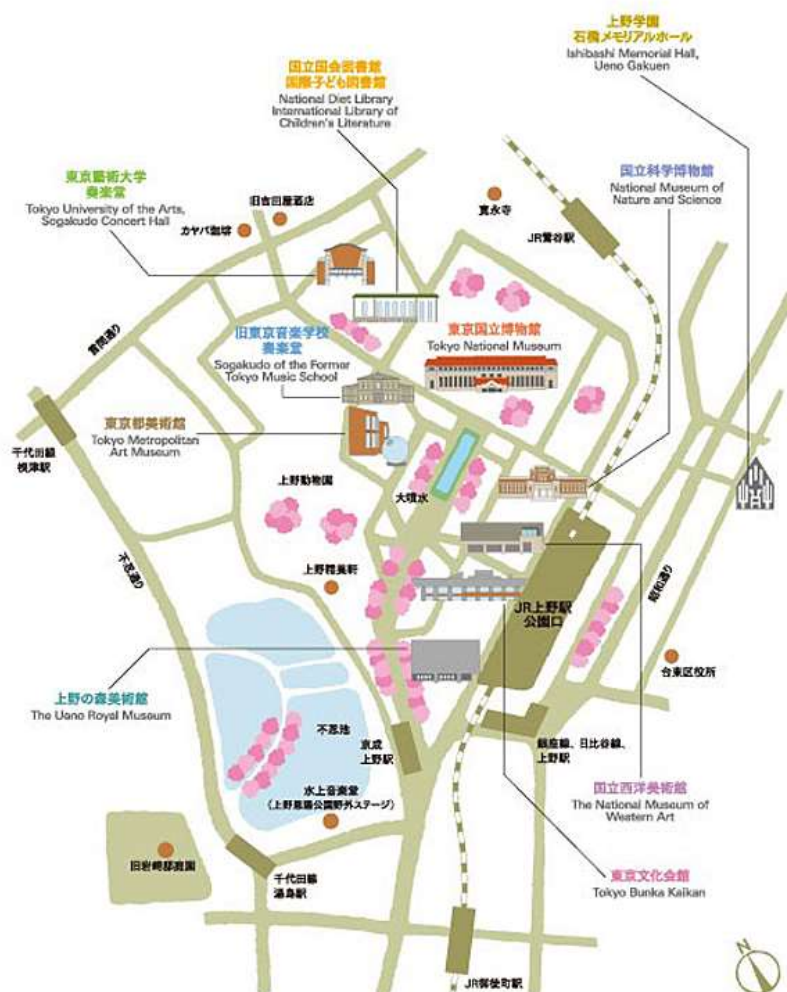 上野学園
石橋メモリアルホール
Ishibashi Memorial Hall,
Ueno Gakuen
国立国会図書館
国際子ども図書館
National Diet Library
International Library of
Children's Literature
東京藝術大学
奏楽堂
Tokyo University of the Arts,
Sogakudo Concert Hall
旧吉田屋酒店
カヤバ珈琲
寛永寺
国立科学博物館
National Museum of
Nature and Science
JR鶯谷駅
言問通り
旧東京音楽学校
奏楽堂
Sogakudo of the Former
Tokyo Music School
東京国立博物館
Tokyo National Museum
東京都美術館
Tokyo Metropolitan
Art Museum
千代田線
根津駅
上野動物園
大噴水
不忍通り
上野精養軒
昭和通り
JR上野駅
公園口
台東区役所
上野の森美術館
The Ueno Royal Museum
不忍池
京成
上野駅
銀座線、日比谷線、
上野駅
水上音楽堂
(上野恩賜公園野外ステージ)
国立西洋美術館
The National Museum of
Western Art
旧岩崎邸庭園
千代田線
湯島駅
東京文化会館
Tokyo Bunka Kaikan
JR御徒町駅
N